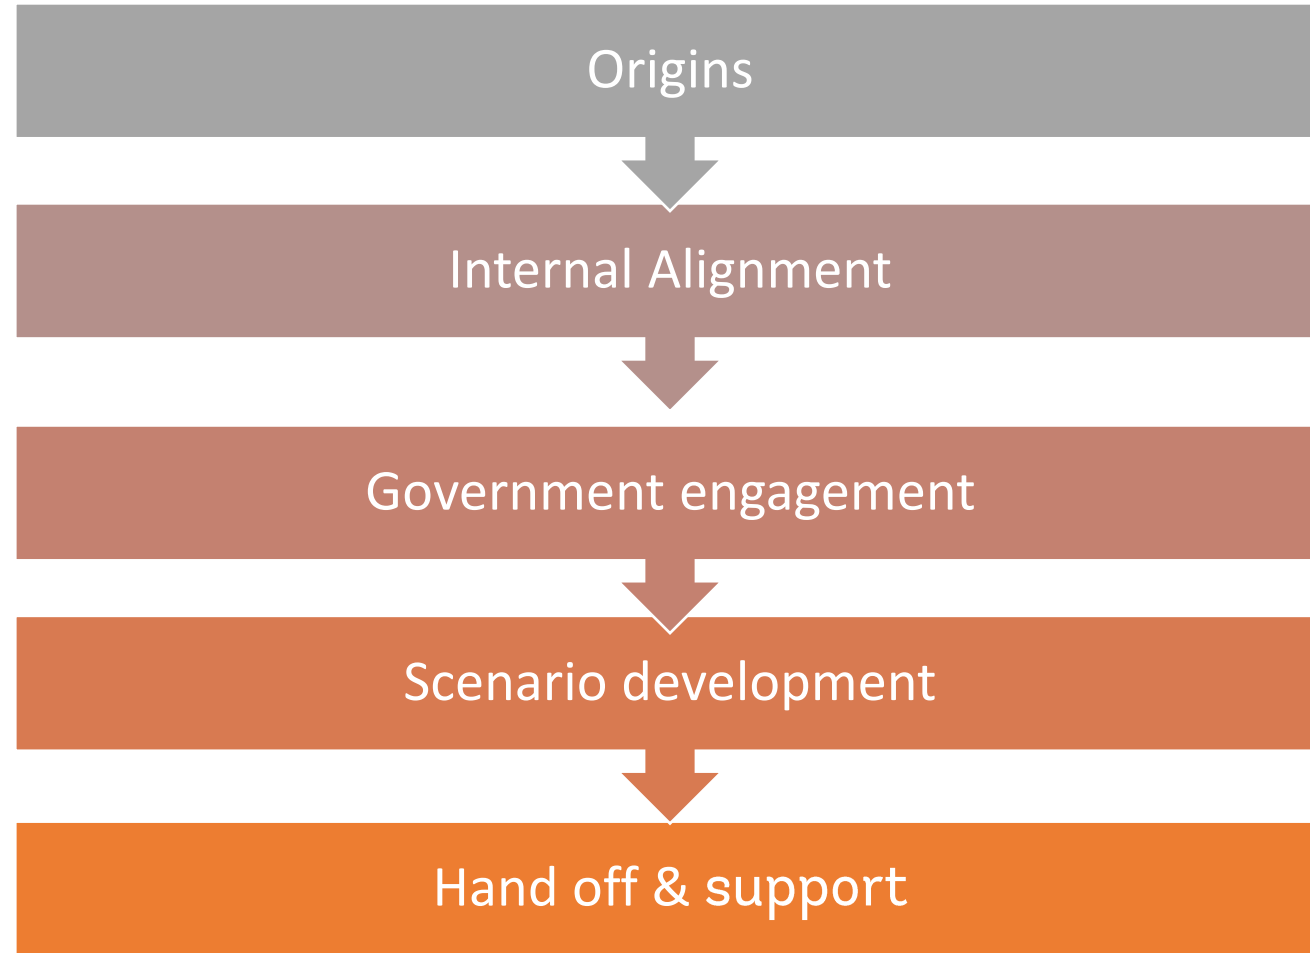 Origins
Internal Alignment
Government engagement
Scenario development
Hand off & support